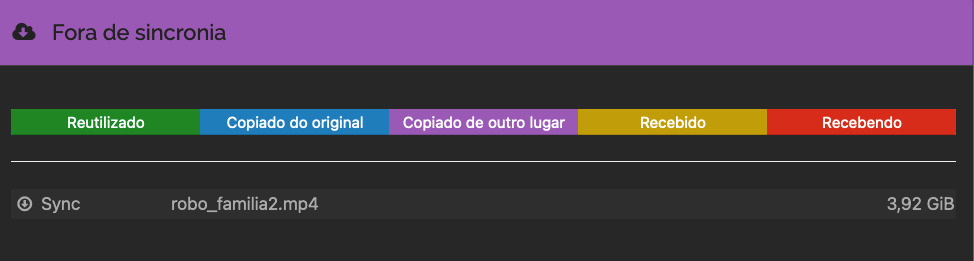 Fora de sincronia
Reutilizado Copiado do original Copiado de outro lugar Recebido Recebendo
Sync robo_familia2.mp4 3,92 GiB